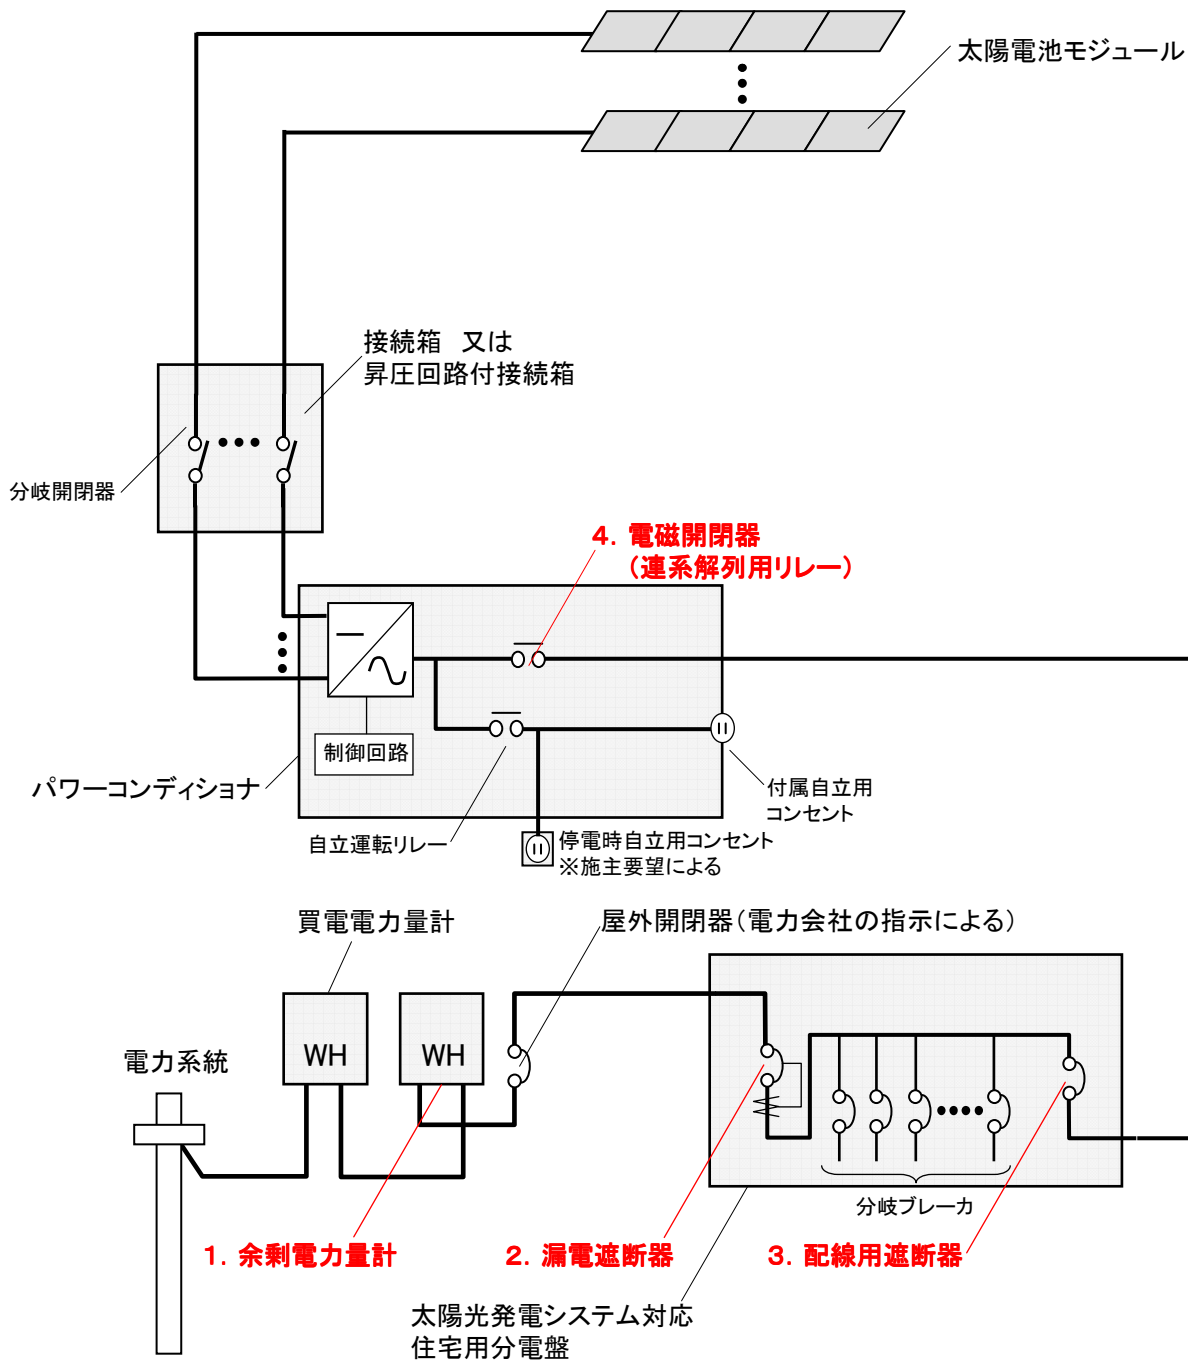 太陽電池モジュール
接続箱　又は
昇圧回路付接続箱
分岐開閉器
４．電磁開閉器
（連系解列用リレー）
制御回路
パワーコンディショナ
付属自立用
コンセント
自立運転リレー
停電時自立用コンセント
※施主要望による
買電電力量計
屋外開閉器（電力会社の指示による）
WH
WH
電力系統
分岐ブレーカ
１．余剰電力量計
２．漏電遮断器
３．配線用遮断器
太陽光発電システム対応
住宅用分電盤